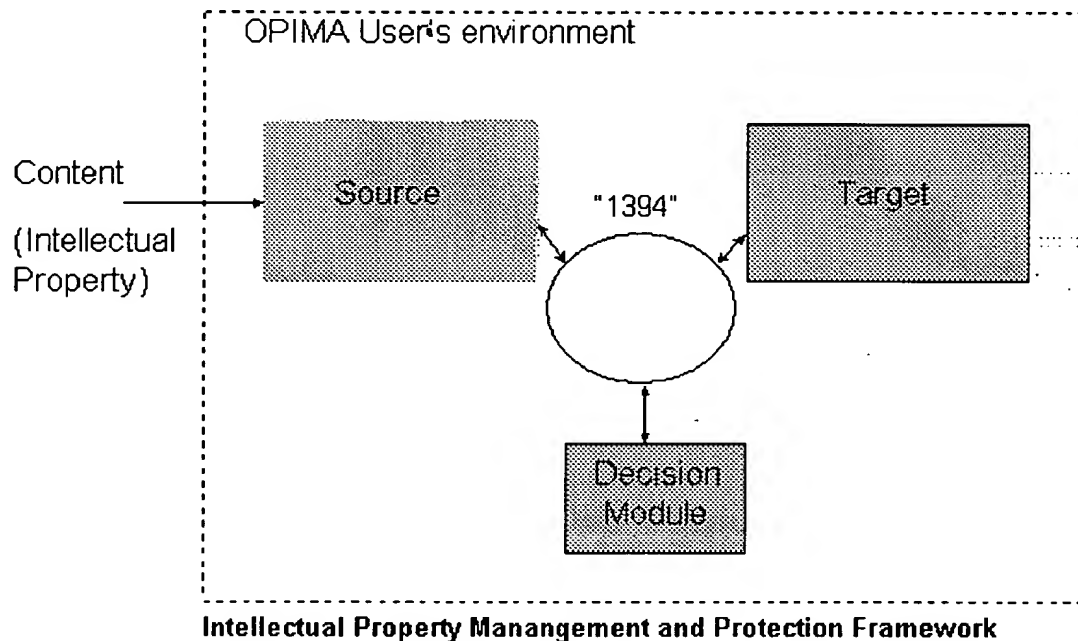 OPIMA User's environment
Content
(Intellectual
Property)
Source
"1394"
Target
Decision
Module
Intellectual Property Manangement and Protection Framework